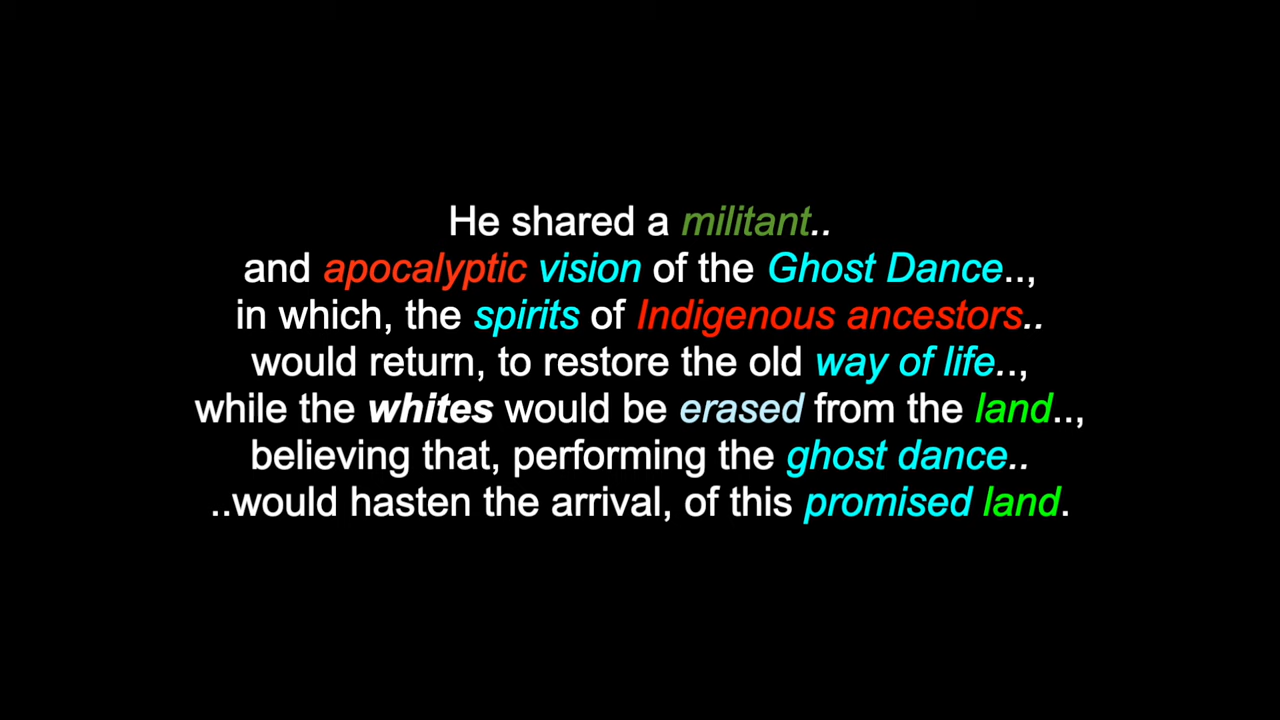 He shared a militant..
and apocalyptic vision of the Ghost Dance..,
in which, the spirits of Indigenous ancestors..
would return, to restore the old way of life..,
while the whites would be erased from the land..,
believing that, performing the ghost dance..
..would hasten the arrival, of this promised land.